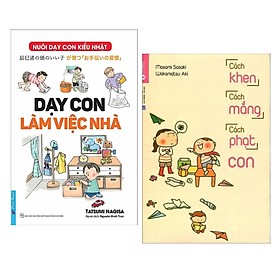 NUÔI DẠY CON KIỂU NHẬT
DẠY CON
LÀM VIỆC NHÀ
TATSUMI NAGISA
Masami Sasaki
Wakamatsu Aki
Cách
khen
Cách
mắng
Cách
phạt
con